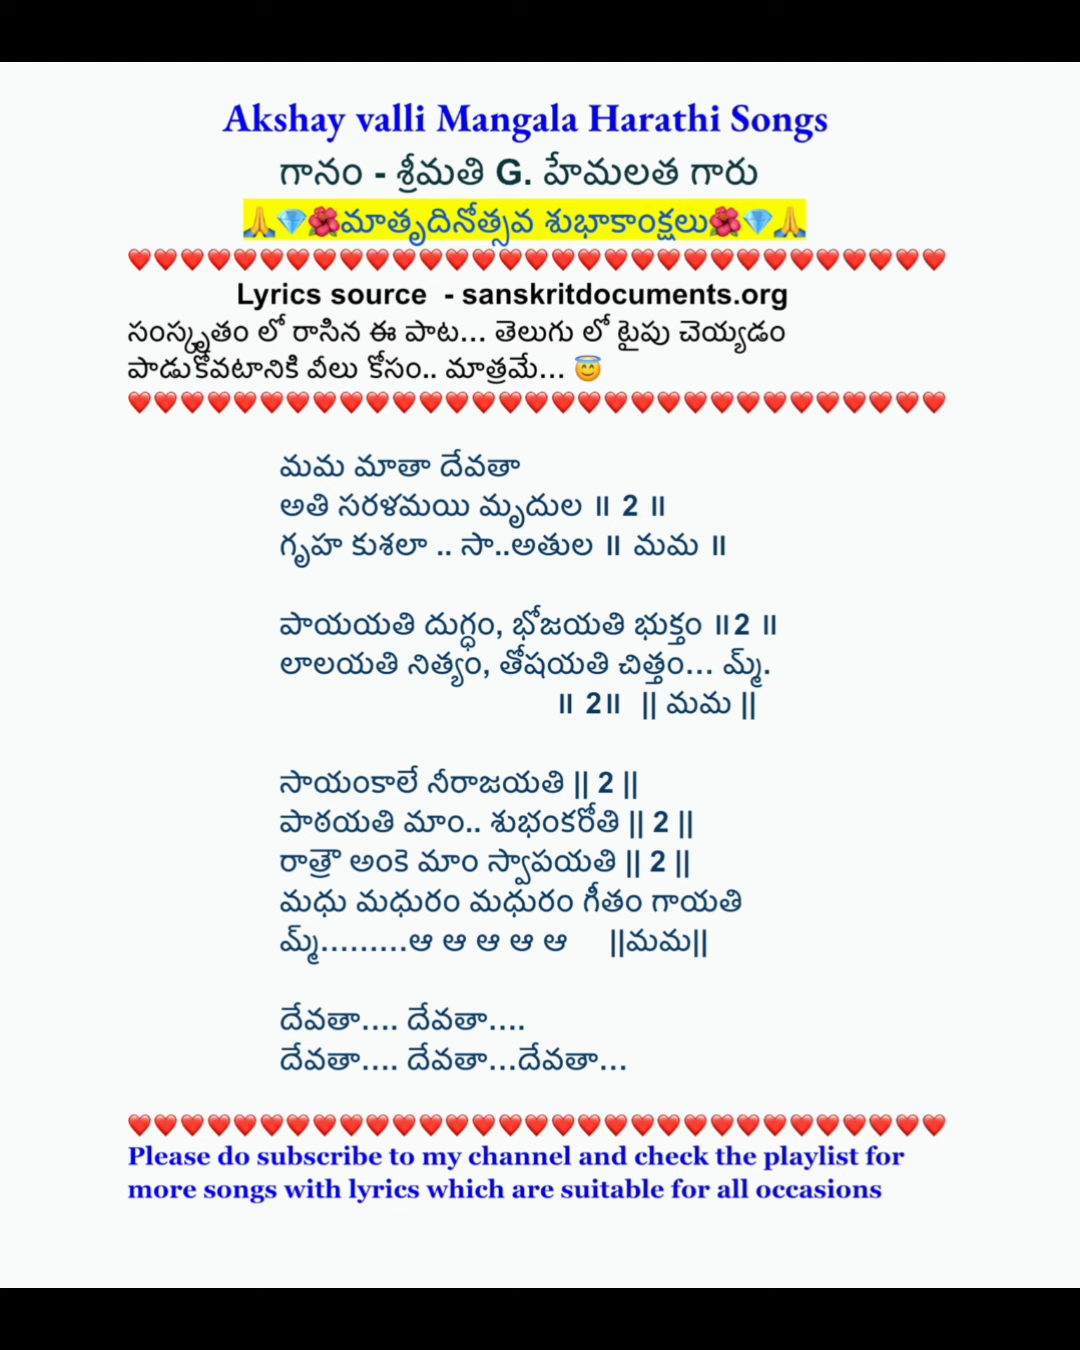 Akshay valli Mangala Harathi Songs
గానం - శ్రీమతి G. హేమలత గారు
🙏💎🌺మాతృదినోత్సవ శుభాకాంక్షలు🌺💎🙏
❤️❤️❤️❤️❤️❤️❤️❤️❤️❤️❤️❤️❤️❤️❤️❤️❤️❤️❤️❤️❤️❤️❤️❤️❤️❤️❤️❤️❤️❤️❤️
Lyrics source - sanskritdocuments.org
సంస్కృతం లో రాసిన ఈ పాట... తెలుగు లో టైపు చెయ్యడం
పాడుకోవటానికి వీలు కోసం.. మాత్రమే... 😇
❤️❤️❤️❤️❤️❤️❤️❤️❤️❤️❤️❤️❤️❤️❤️❤️❤️❤️❤️❤️❤️❤️❤️❤️❤️❤️❤️❤️❤️❤️❤️
మమ మాతా దేవతా
అతి సరళమయి మృదుల ॥ 2 ॥
గృహ కుశలా .. సా..అతుల ॥ మమ ॥
పాయయతి దుగ్ధం, భోజయతి భుక్తం ॥2 ॥
లాలయతి నిత్యం, తోషయతి చిత్తం... మ్మ్.
॥ 2॥ || మమ ||
సాయంకాలే నీరాజయతి || 2 ||
పాఠయతి మాం.. శుభంకరోతి || 2 ||
రాత్రౌ అంకె మాం స్వాపయతి || 2 ||
మధు మధురం మధురం గీతం గాయతి
మ్మ్.........ఆ ఆ ఆ ఆ ఆ ||మమ||
దేవతా.... దేవతా....
దేవతా.... దేవతా...దేవతా...
❤️❤️❤️❤️❤️❤️❤️❤️❤️❤️❤️❤️❤️❤️❤️❤️❤️❤️❤️❤️❤️❤️❤️❤️❤️❤️❤️❤️❤️❤️❤️
Please do subscribe to my channel and check the playlist for
more songs with lyrics which are suitable for all occasions